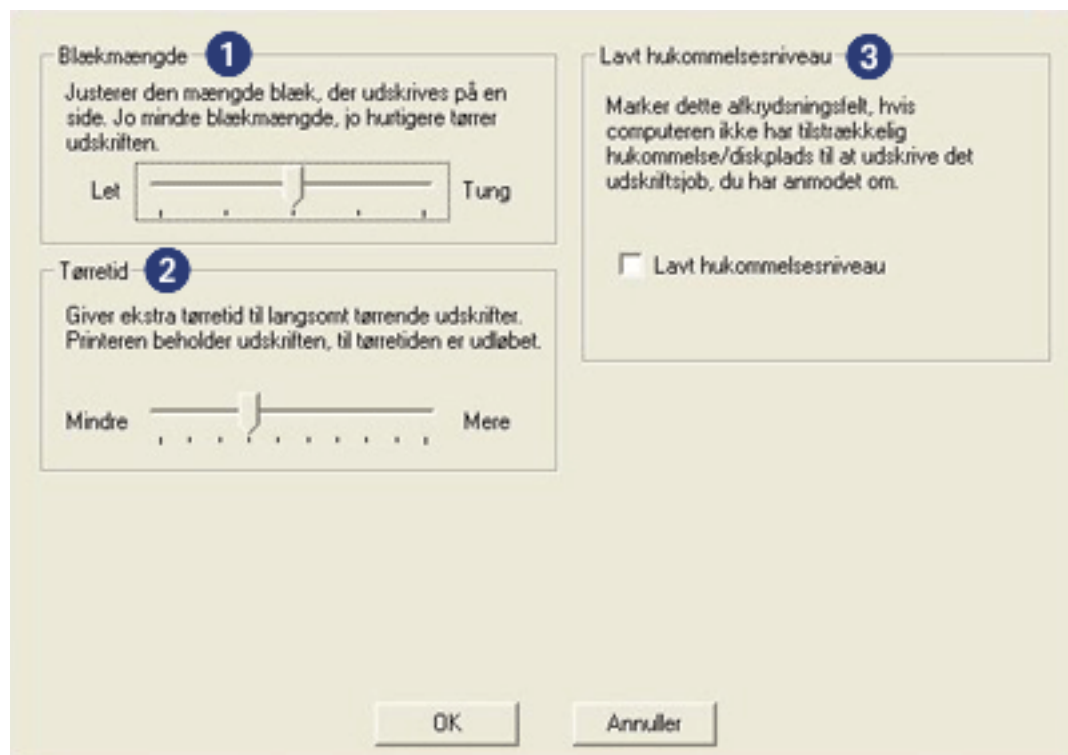 Blækmængde 1
Justerer den mængde blæk, der udskrives på en
side. Jo mindre blækmængde, jo hurtigere tørrer
udskriften.
Let Tung
Tørretid 2
Giver ekstra tørretid til langsomt tørrende udskrifter.
Printeren beholder udskriften, til tørretiden er udløbet.
Mindre Mere
Lavt hukommelsesniveau 3
Marker dette afkrydsningsfelt, hvis
computeren ikke har tilstrækkelig
hukommelse/diskplads til at udskrive det
udskriftsjob, du har anmodet om.
Lavt hukommelsesniveau
OK Annuller